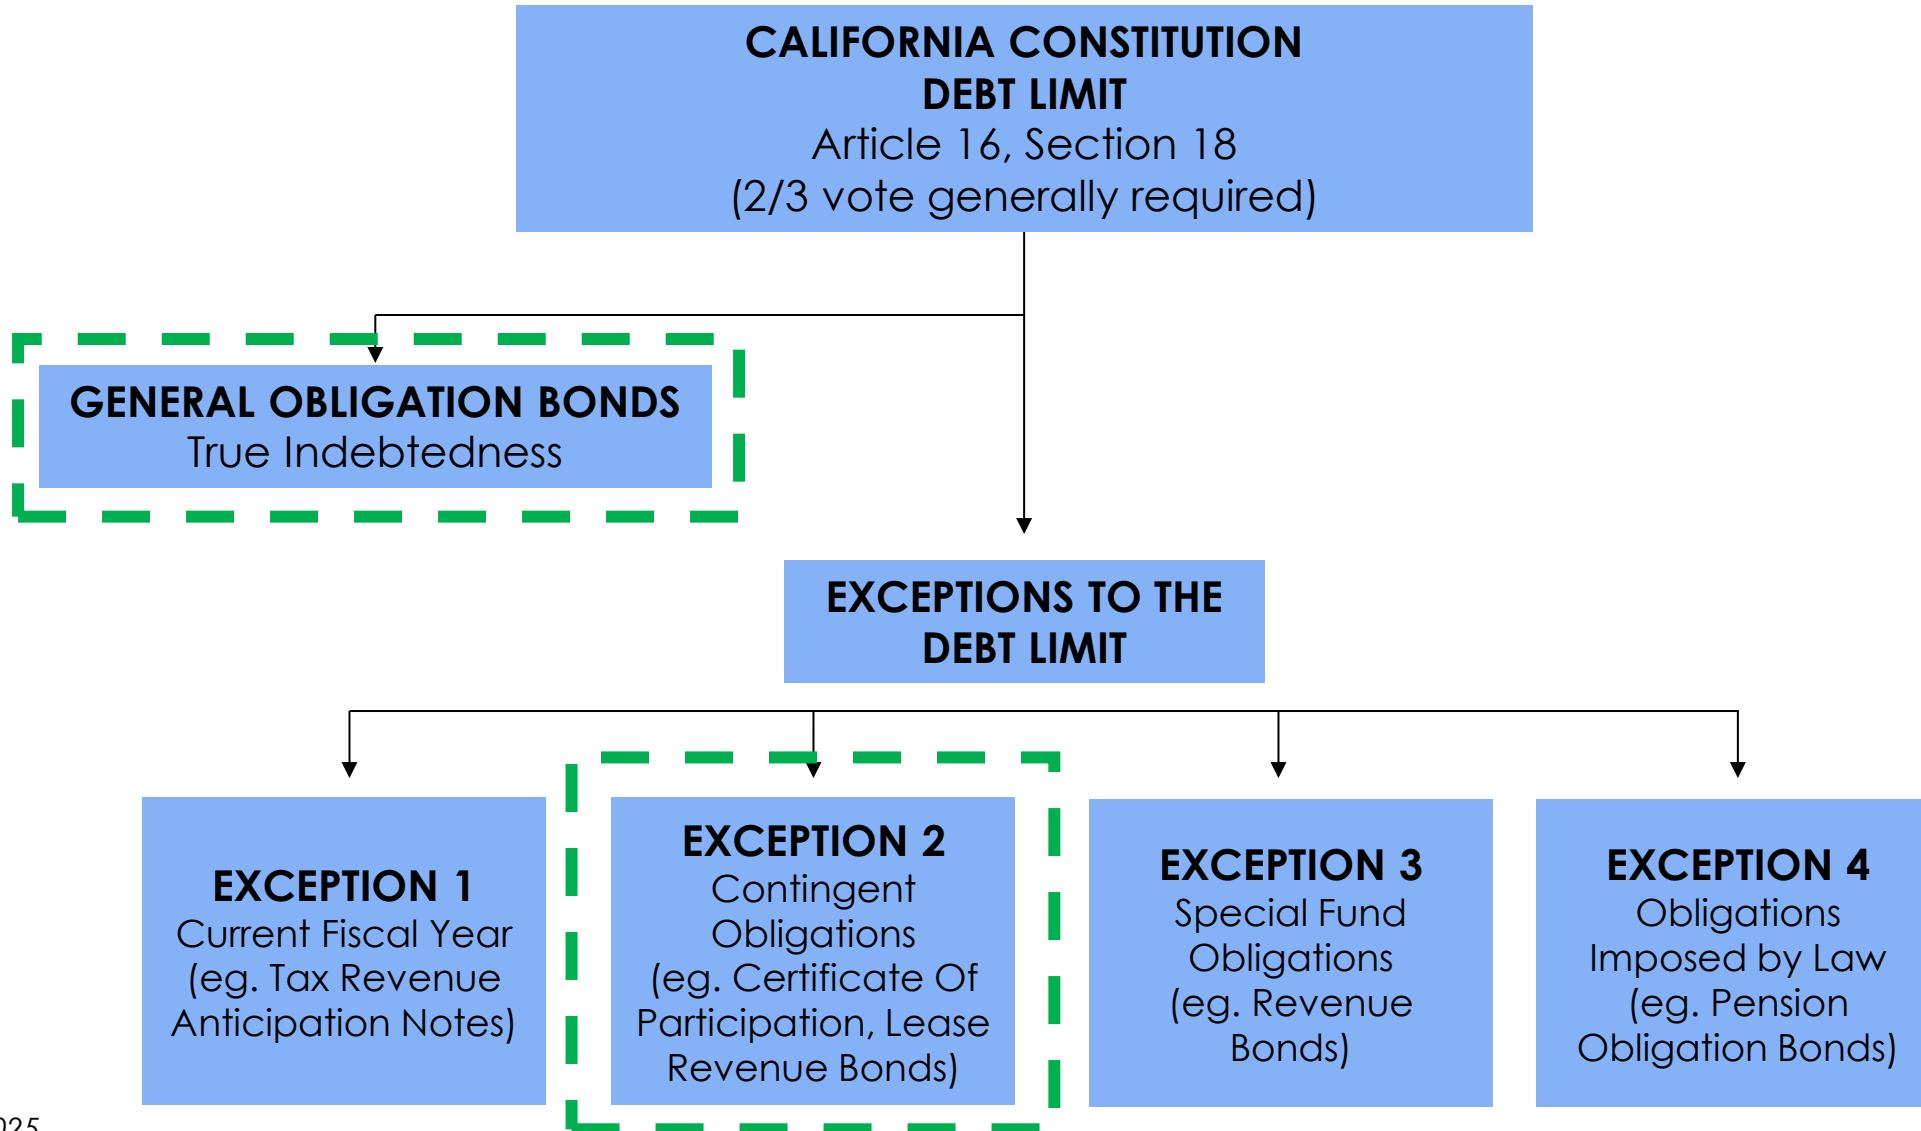 CALIFORNIA CONSTITUTION
DEBT LIMIT
Article 16, Section 18
(2/3 vote generally required)
GENERAL OBLIGATION BONDS
True Indebtedness
EXCEPTIONS TO THE
DEBT LIMIT
EXCEPTION 1
Current Fiscal Year
(eg. Tax Revenue
Anticipation Notes)
EXCEPTION 2
Contingent
Obligations
(eg. Certificate Of
Participation, Lease
Revenue Bonds)
EXCEPTION 3
Special Fund
Obligations
(eg. Revenue
Bonds)
EXCEPTION 4
Obligations
Imposed by Law
(eg. Pension
Obligation Bonds)